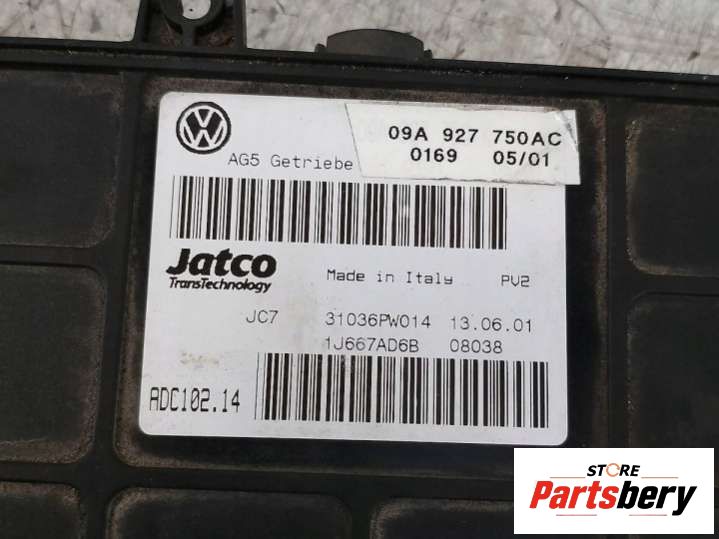 09A 927 750AC
0169 05/01
AG5 Getriebe
Jatco
TransTechnology
Made in Italy PV2
JC7 31036PW014 13.06.01
1J667AD6B 08038
ADC102.14
STORE
Partsbery